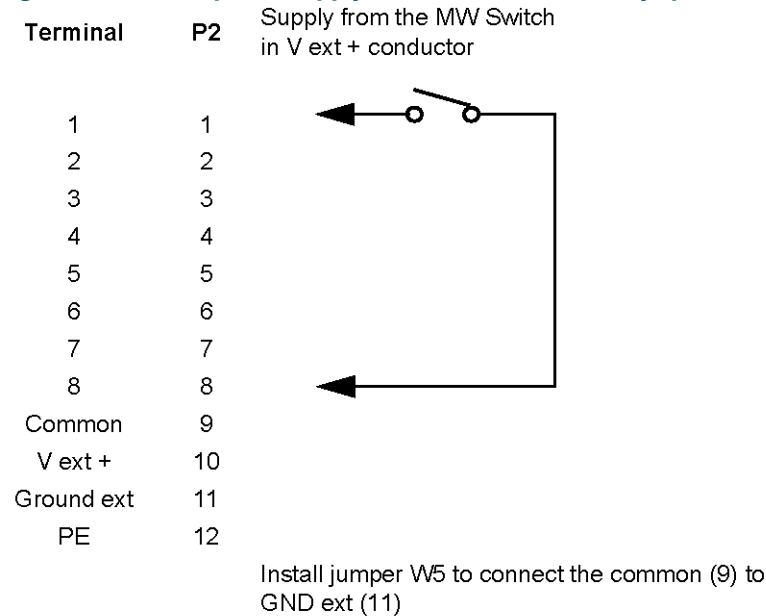 Terminal P2 Supply from the MW Switch
in V ext + conductor
1 1
2 2
3 3
4 4
5 5
6 6
7 7
8 8
Common 9
V ext + 10
Ground ext 11
PE 12
Install jumper W5 to connect the common (9) to
GND ext (11)